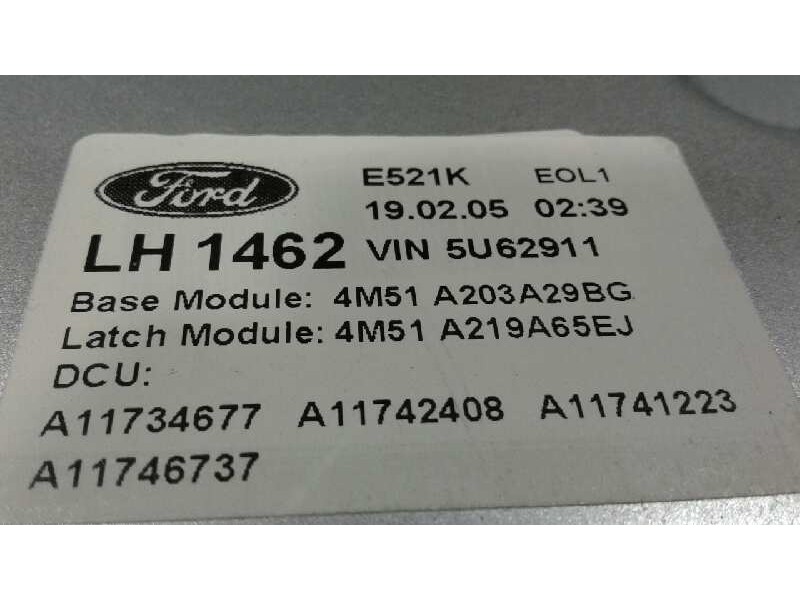 Ford E521K EOL1
19.02.05 02:39
LH 1462 VIN 5U62911
Base Module: 4M51 A203A29BG
Latch Module: 4M51 A219A65EJ
DCU:
A11734677 A11742408 A11741223
A11746737